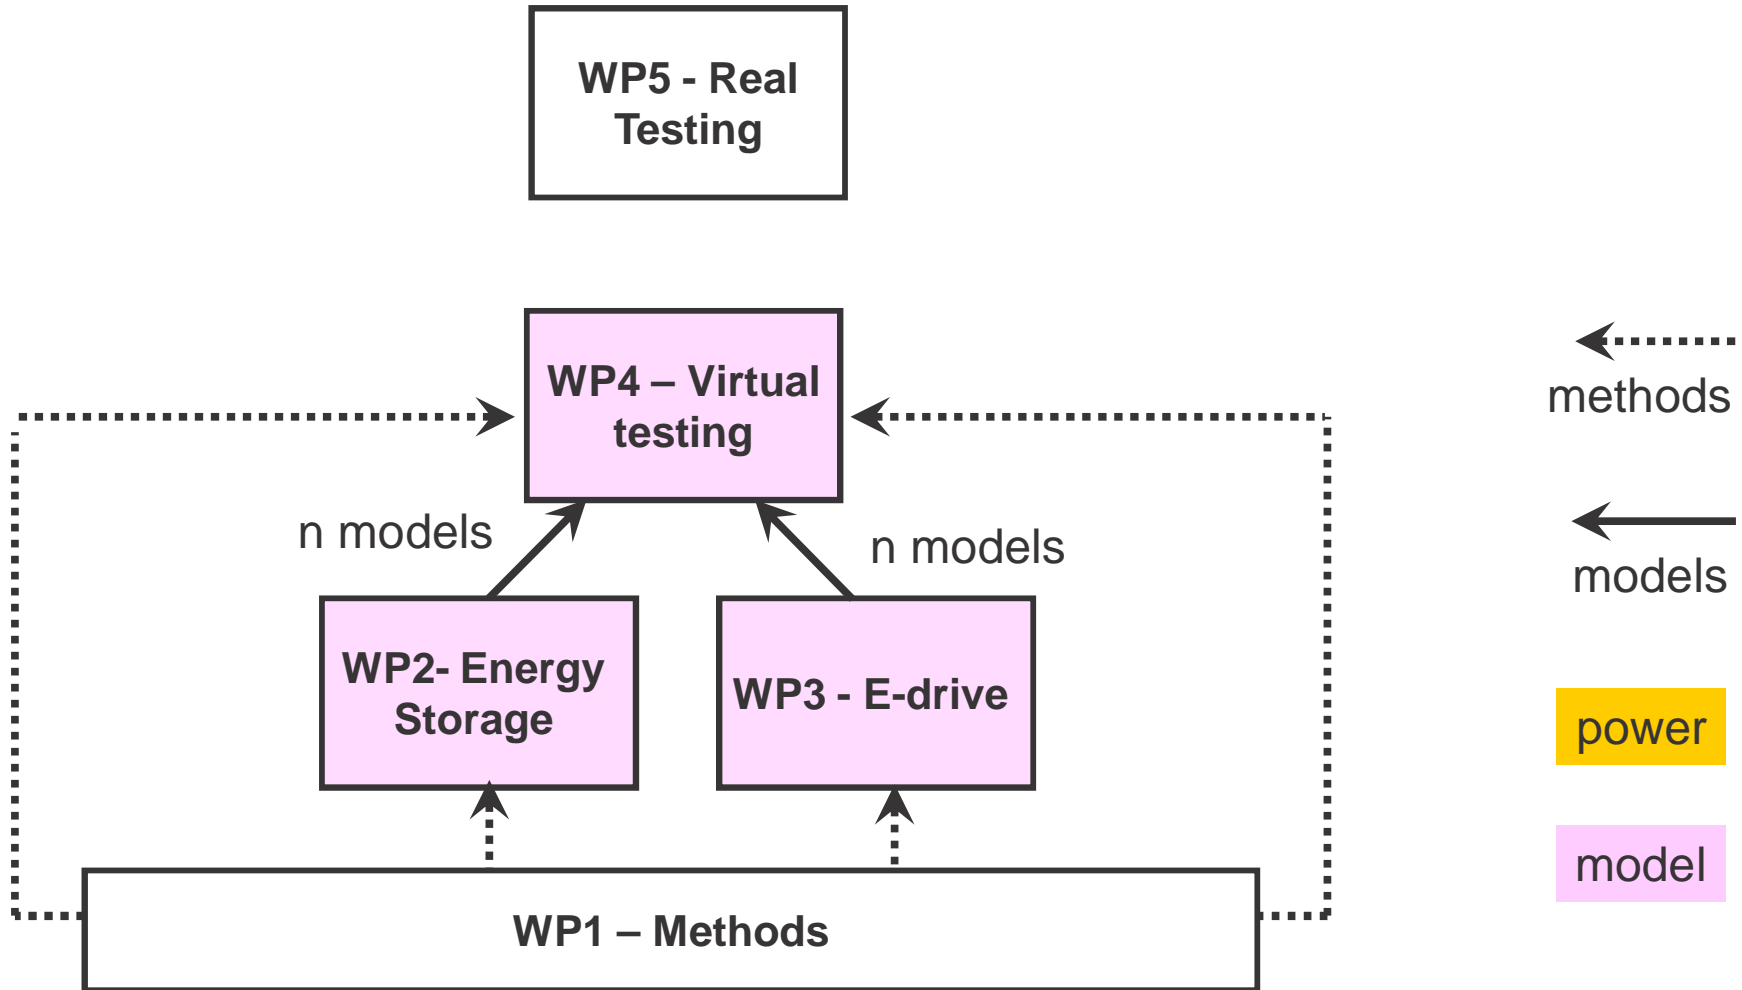 WP5 - Real
Testing
WP4 – Virtual
testing
methods
n models
n models
models
WP2- Energy
Storage
WP3 - E-drive
power
model
WP1 – Methods